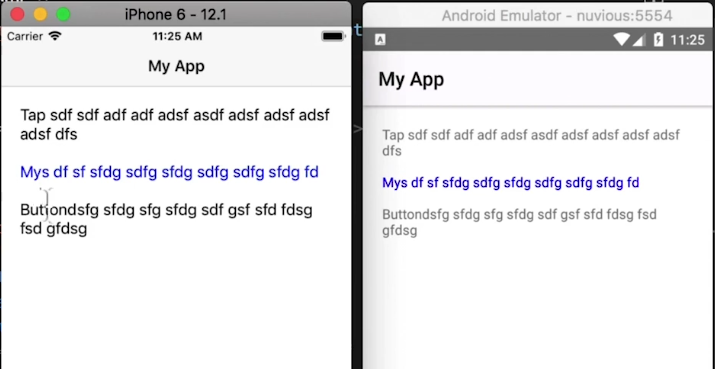 iPhone 6 - 12.1
Carrier
11:25 AM
My App
Tap sdf sdf adf adf adsf asdf adsf adsf adsf
adsf dfs
Mys df sf sfdg sdfg sfdg sdfg sdfg sfdg fd
Buttondsfg sfdg sfg sfdg sdf gsf sfd fdsg
fsd gfdsg
Android Emulator - nuvious:5554
A
11:25
My App
Tap sdf sdf adf adf adsf asdf adsf adsf adsf adsf
dfs
Mys df sf sfdg sdfg sfdg sdfg sdfg sfdg fd
Buttondsfg sfdg sfg sfdg sdf gsf sfd fdsg fsd
gfdsg